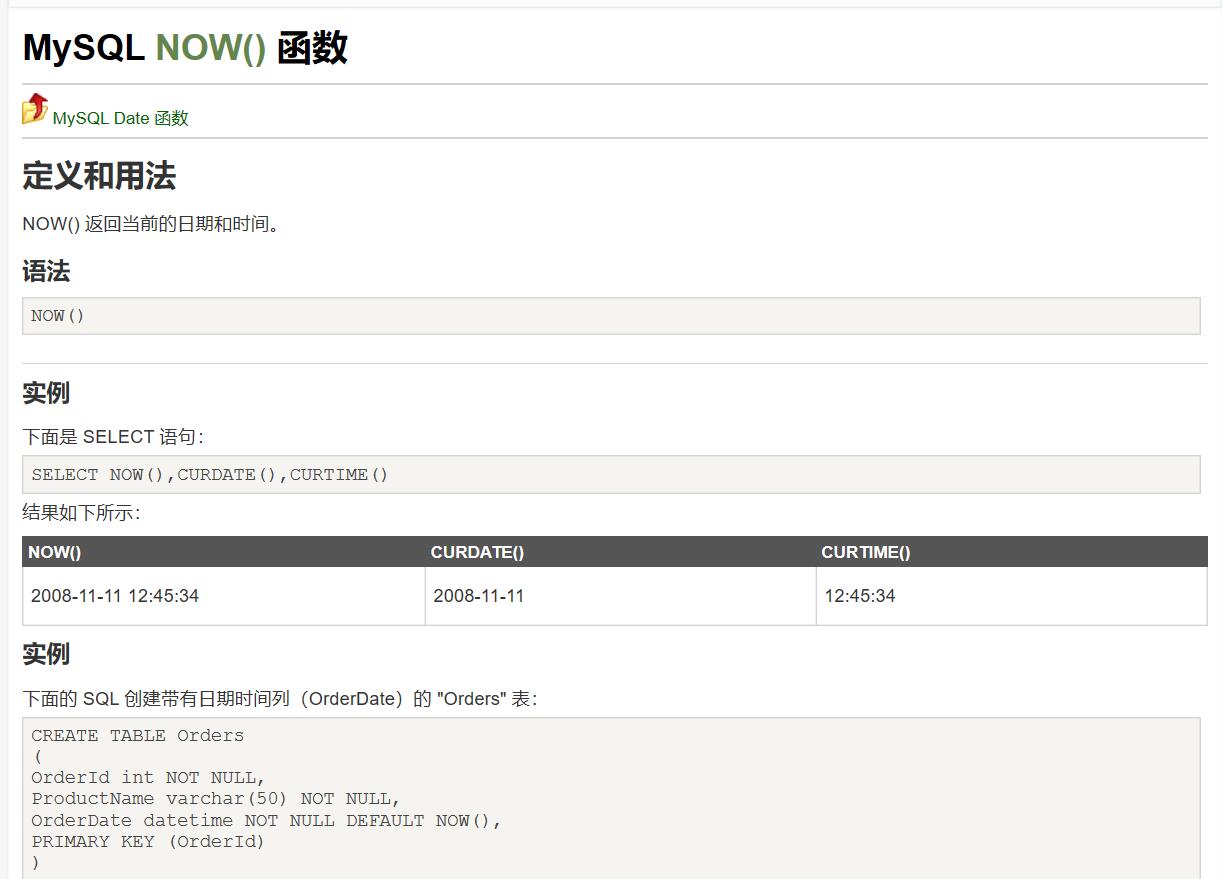 MySQL NOW() 函数
MySQL Date 函数
定义和用法
NOW() 返回当前的日期和时间。
语法
NOW()
实例
下面是 SELECT 语句：
SELECT NOW(),CURDATE(),CURTIME()
结果如下所示：
NOW() CURDATE() CURTIME()
2008-11-11 12:45:34 2008-11-11 12:45:34
实例
下面的 SQL 创建带有日期时间列（OrderDate）的 "Orders" 表：
CREATE TABLE Orders
(
OrderId int NOT NULL,
ProductName varchar(50) NOT NULL,
OrderDate datetime NOT NULL DEFAULT NOW(),
PRIMARY KEY (OrderId)
)